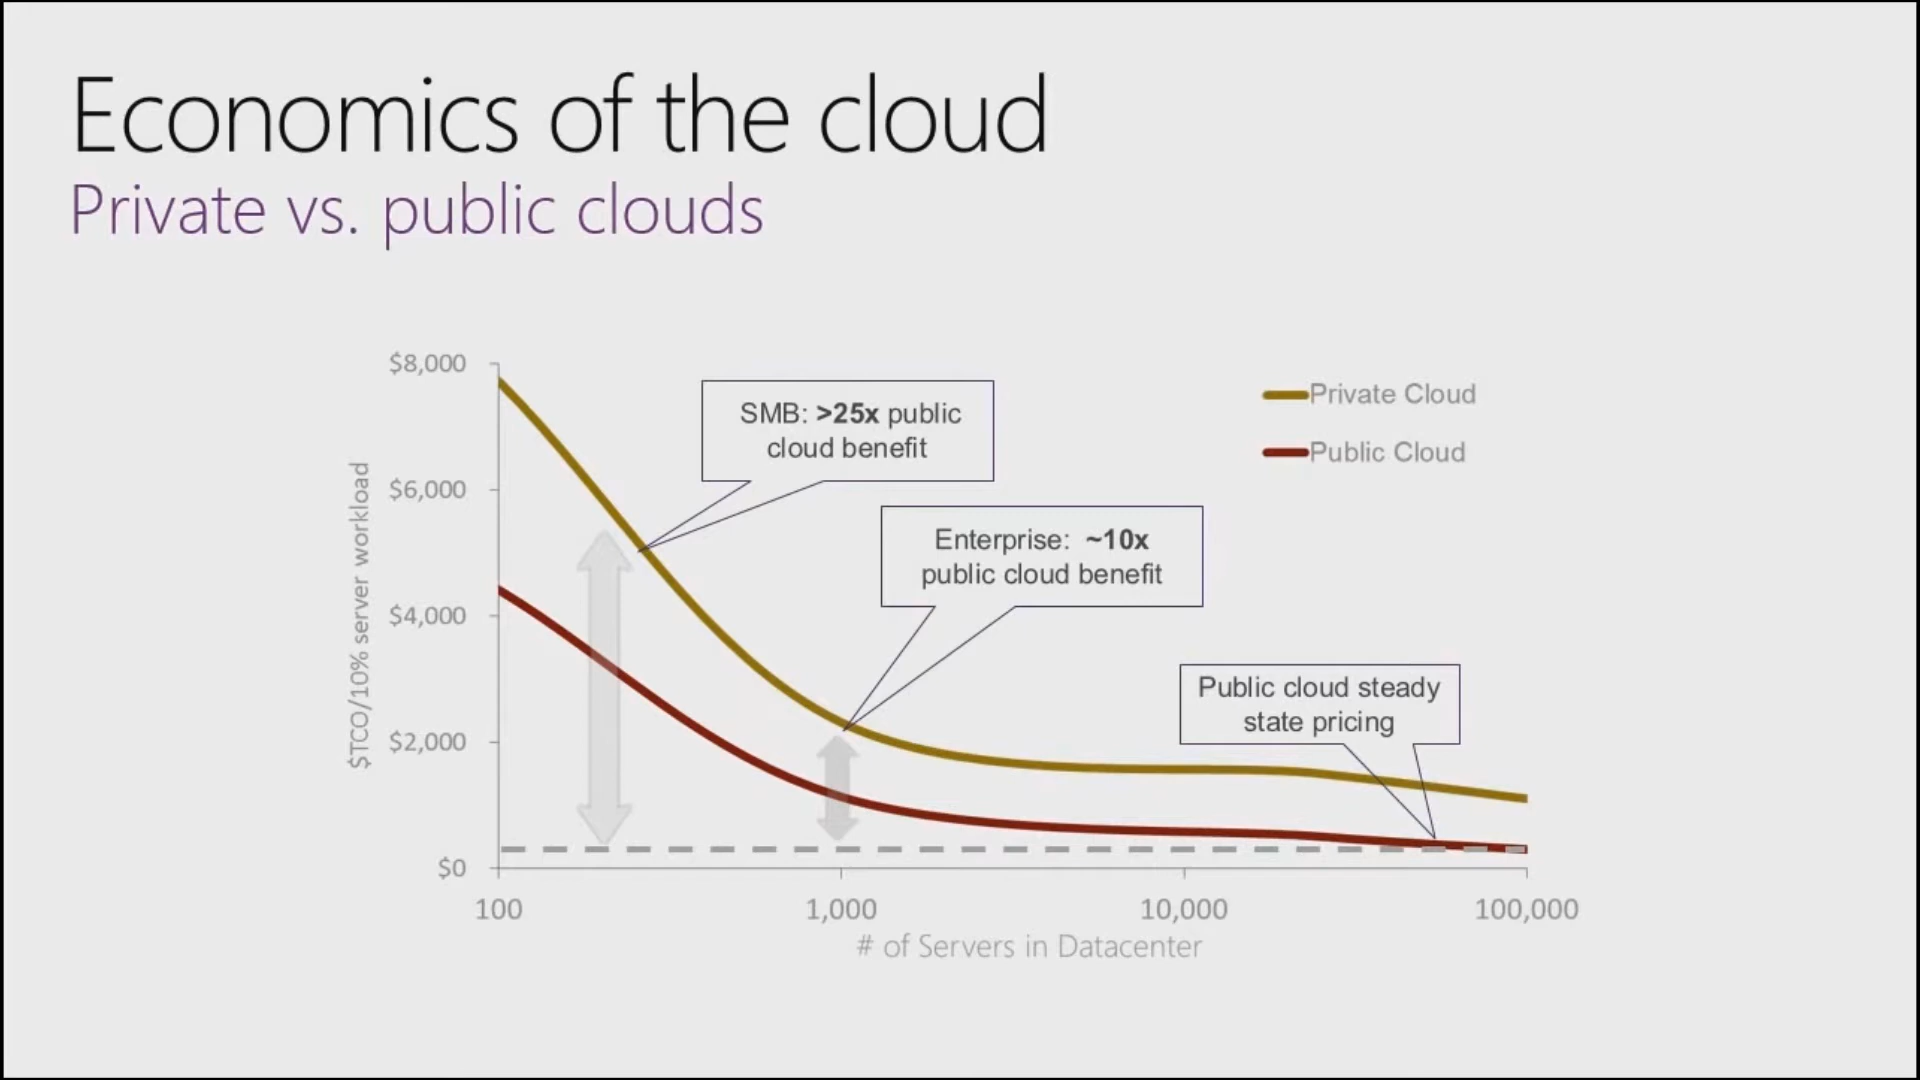 Economics of the cloud
Private vs. public clouds
$8,000
$6,000
$4,000
$2,000
$0
$TCO/10% server workload
SMB: >25x public
cloud benefit
Enterprise: ~10x
public cloud benefit
Public cloud steady
state pricing
Private Cloud
Public Cloud
100
1,000
10,000
100,000
# of Servers in Datacenter